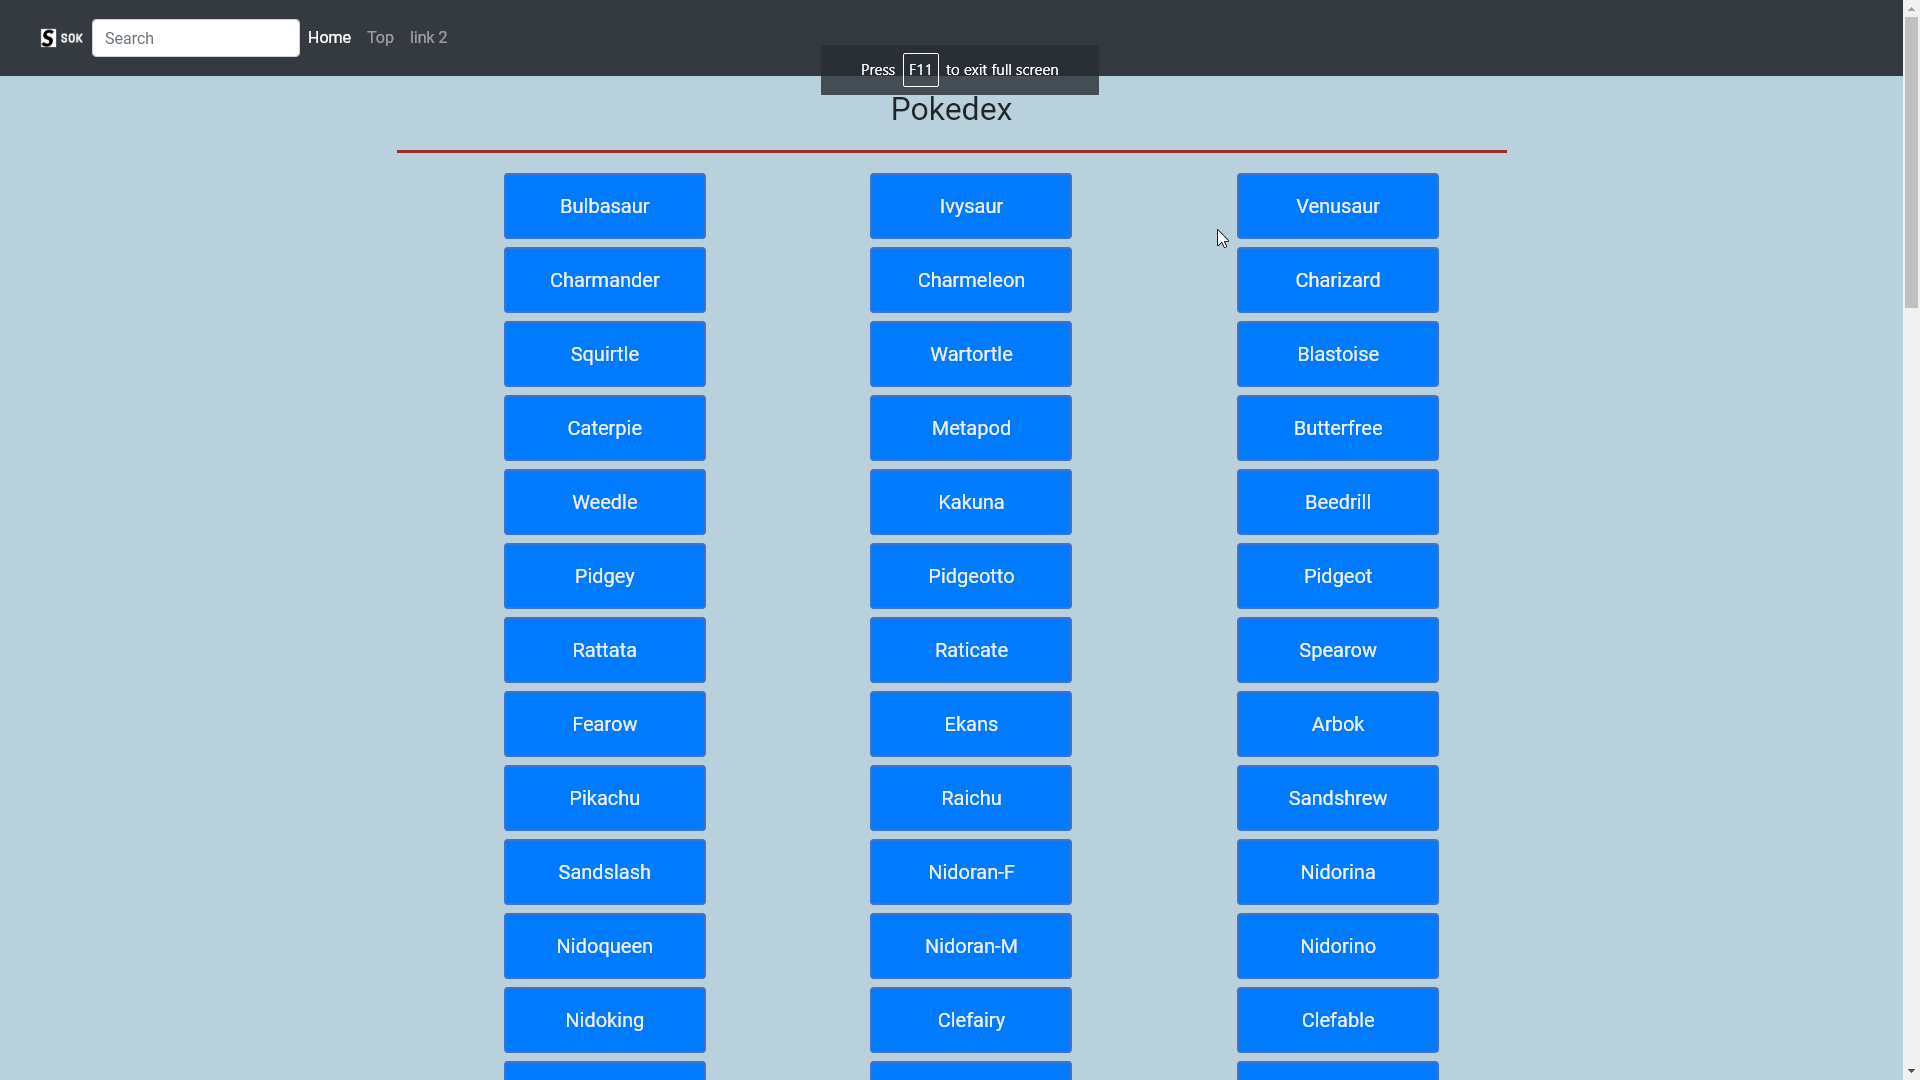 S SOK Search Home Top link 2
Press F11 to exit full screen
Pokedex
Bulbasaur Ivysaur Venusaur
Charmander Charmeleon Charizard
Squirtle Wartortle Blastoise
Caterpie Metapod Butterfree
Weedle Kakuna Beedrill
Pidgey Pidgeotto Pidgeot
Rattata Raticate Spearow
Fearow Ekans Arbok
Pikachu Raichu Sandshrew
Sandslash Nidoran-F Nidorina
Nidoqueen Nidoran-M Nidorino
Nidoking Clefairy Clefable